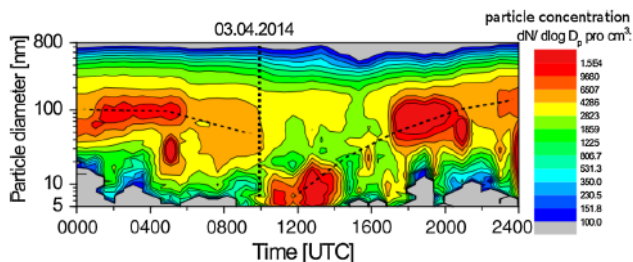 03.04.2014
particle concentration
dN/ dlog Dp pro cm³:
Particle diameter [nm]
800
100
10
5
0000 0400 0800 1200 1600 2000 2400
Time [UTC]
1.5E4
9680
6507
4286
2823
1859
1225
806.7
531.3
350.0
230.5
151.8
100.0